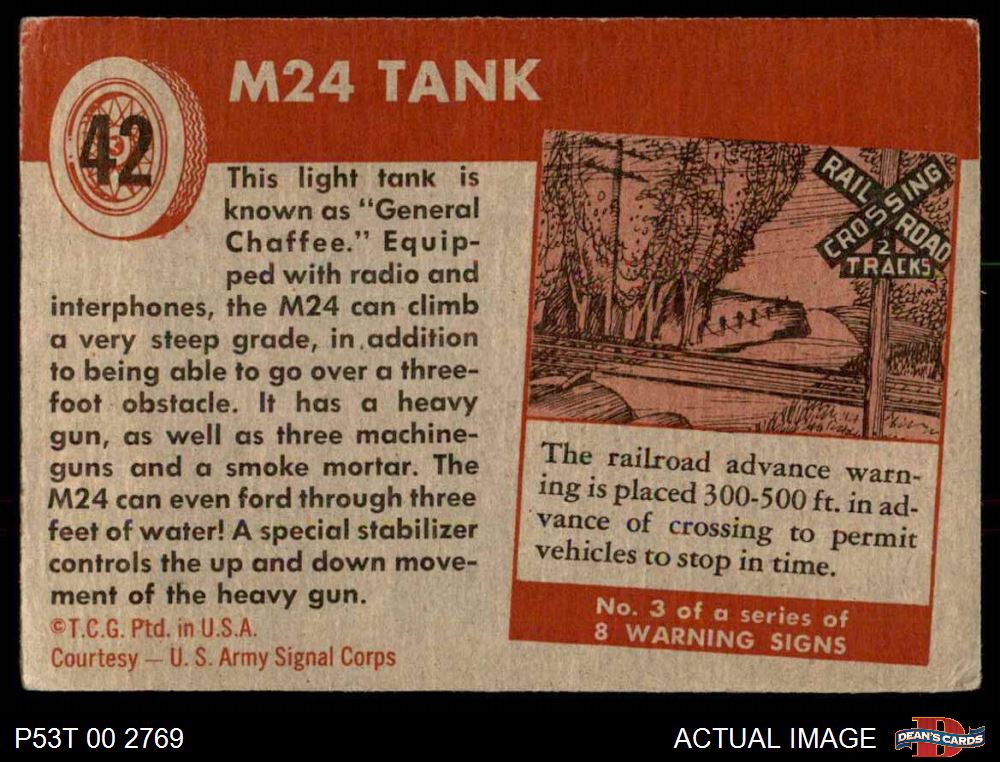 42
M24 TANK
This light tank is
known as "General
Chaffee." Equip-
ped with radio and
interphones, the M24 can climb
a very steep grade, in addition
to being able to go over a three-
foot obstacle. It has a heavy
gun, as well as three machine-
guns and a smoke mortar. The
M24 can even ford through three
feet of water! A special stabilizer
controls the up and down move-
ment of the heavy gun.
©T.C.G. Ptd. in U.S.A.
Courtesy — U. S. Army Signal Corps
RAIL ROAD
CROSSING
2
TRACKS
The railroad advance warn-
ing is placed 300-500 ft. in ad-
vance of crossing to permit
vehicles to stop in time.
No. 3 of a series of
8 WARNING SIGNS
P53T 00 2769
ACTUAL IMAGE
DEAN'S CARDS